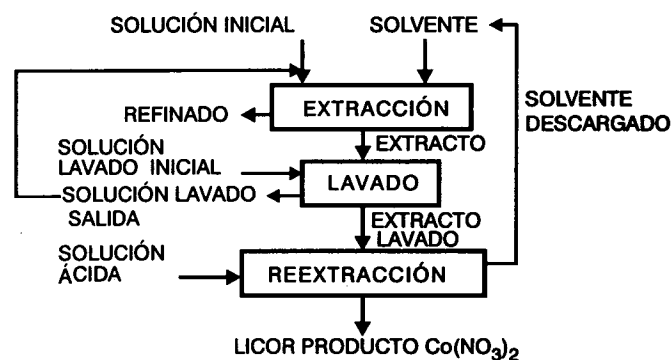 SOLUCIÓN INICIAL
SOLVENTE
EXTRACCIÓN
REFINADO
SOLVENTE
DESCARGADO
EXTRACTO
SOLUCIÓN
LAVADO INICIAL
LAVADO
SOLUCIÓN LAVADO
SALIDA
EXTRACTO
LAVADO
SOLUCIÓN
ÁCIDA
REEXTRACCIÓN
LICOR PRODUCTO Co(NO₃)₂